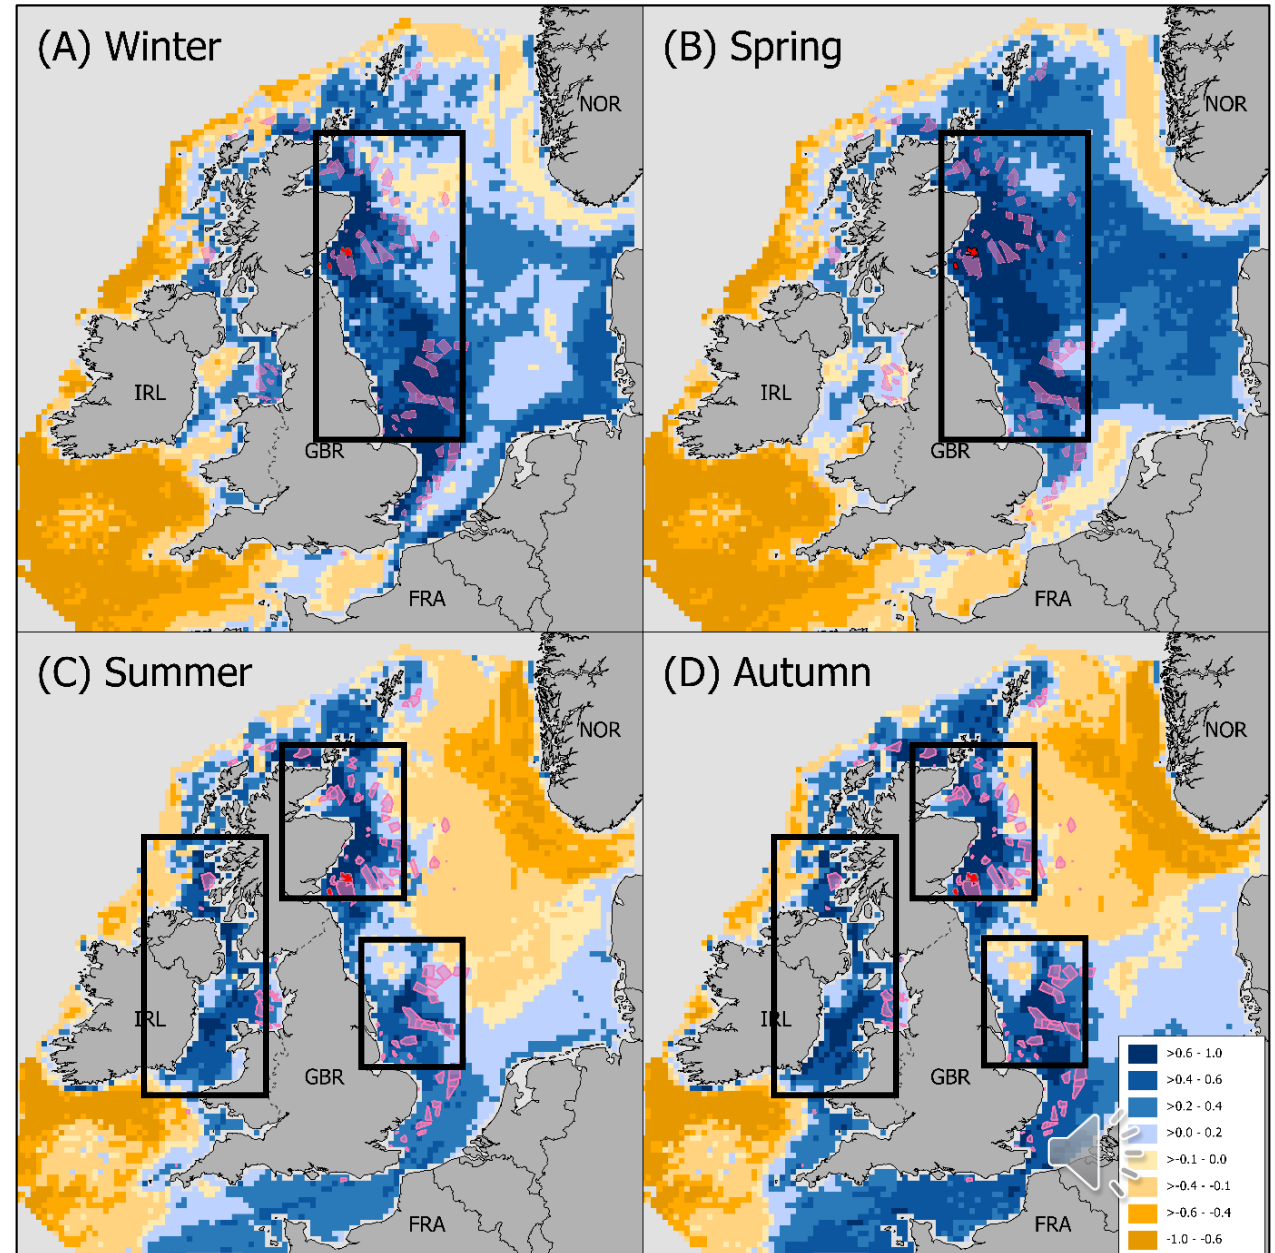 (A) Winter
NOR
IRL
GBR
FRA
(B) Spring
NOR
IRL
GBR
FRA
(C) Summer
NOR
IRL
GBR
FRA
(D) Autumn
NOR
IRL
GBR
FRA
>0.6 - 1.0
>0.4 - 0.6
>0.2 - 0.4
>0.0 - 0.2
>-0.1 - 0.0
>-0.4 - -0.1
>-0.6 - -0.4
-1.0 - -0.6